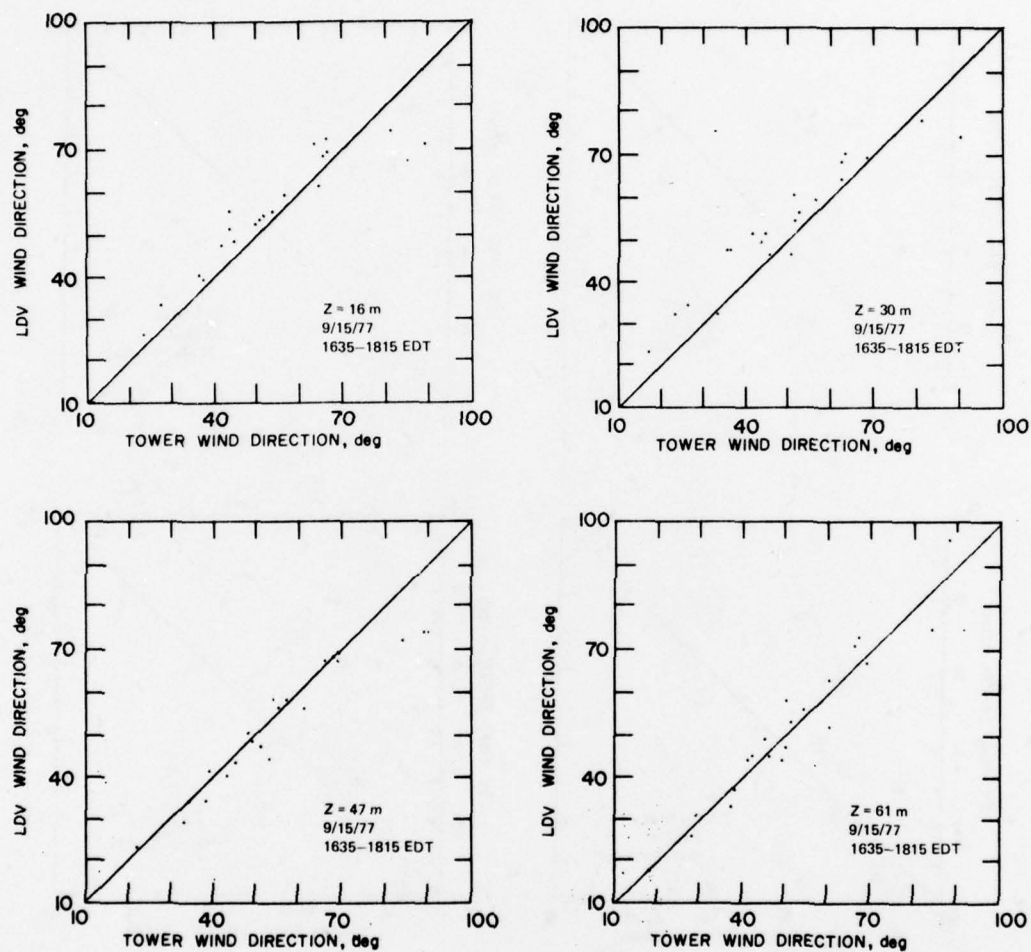 100
70
40
10
LDV WIND DIRECTION, deg
Z = 16 m
9/15/77
1635-1815 EDT
10 40 70 100
TOWER WIND DIRECTION, deg
100
70
40
10
LDV WIND DIRECTION, deg
Z = 30 m
9/15/77
1635-1815 EDT
10 40 70 100
TOWER WIND DIRECTION, deg
100
70
40
10
LDV WIND DIRECTION, deg
Z = 47 m
9/15/77
1635-1815 EDT
10 40 70 100
TOWER WIND DIRECTION, deg
100
70
40
10
LDV WIND DIRECTION, deg
Z = 61 m
9/15/77
1635-1815 EDT
10 40 70 100
TOWER WIND DIRECTION, deg